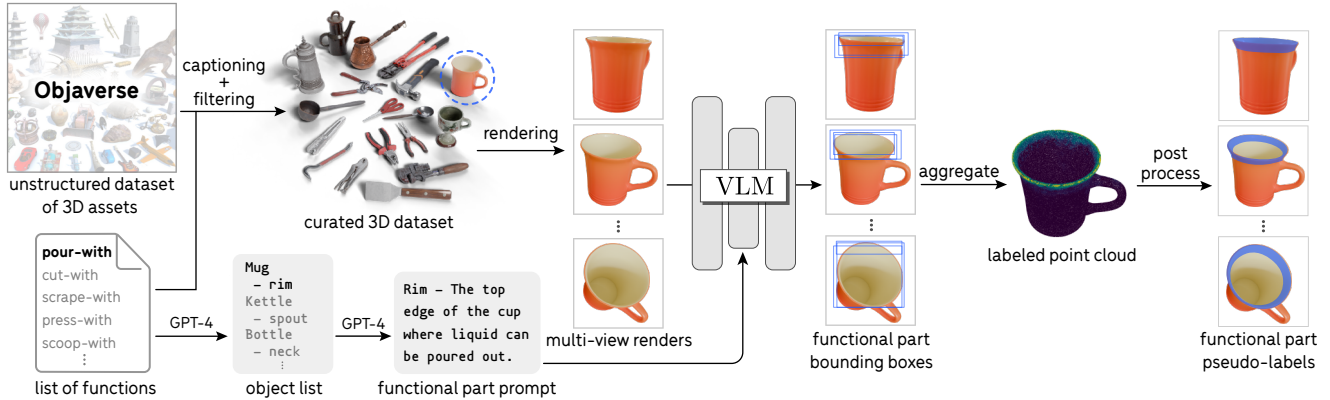 Objaverse
unstructured dataset
of 3D assets
captioning
+
filtering
curated 3D dataset
rendering
multi-view renders
VLM
functional part
bounding boxes
aggregate
labeled point cloud
post
process
functional part
pseudo-labels
pour-with
cut-with
scrape-with
press-with
scoop-with
⋮
list of functions
GPT-4
Mug
– rim
Kettle
– spout
Bottle
– neck
⋮
object list
GPT-4
Rim – The top
edge of the cup
where liquid can
be poured out.
functional part prompt